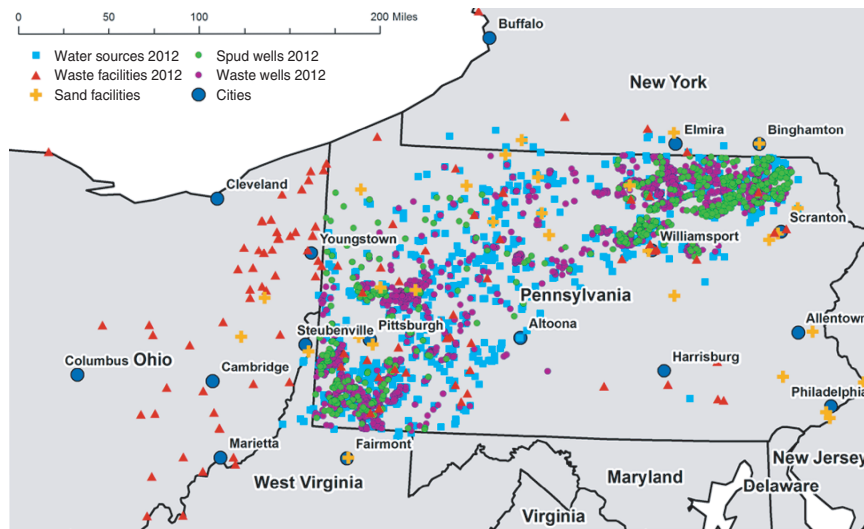 0 50 100 200 Miles
Water sources 2012
Spud wells 2012
Waste facilities 2012
Waste wells 2012
Sand facilities
Cities
Buffalo
New York
Elmira
Binghamton
Cleveland
Scranton
Youngstown
Williamsport
Pennsylvania
Allentown
Steubenville
Pittsburgh
Altoona
Columbus
Ohio
Cambridge
Harrisburg
Philadelphia
Marietta
Fairmont
West Virginia
Maryland
New Jersey
Delaware
Virginia